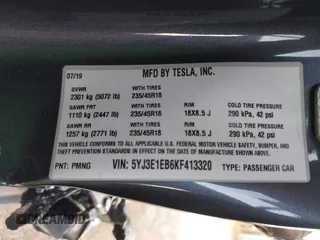 07/19 MFD BY TESLA, INC.
GVWR WITH TIRES
2301 kg (5072 lb) 235/45R18
GAWR FRT WITH TIRES RIM COLD TIRE PRESSURE
1110 kg (2447 lb) 235/45R18 18X8.5 J 290 kPa, 42 psi
GAWR RR WITH TIRES RIM COLD TIRE PRESSURE
1257 kg (2771 lb) 235/45R18 18X8.5 J 290 kPa, 42 psi
THIS VEHICLE CONFORMS TO ALL APPLICABLE
U.S. FEDERAL MOTOR VEHICLE SAFETY, BUMPER, AND
THEFT PREVENTION STANDARDS IN EFFECT ON THE DATE OF
MANUFACTURE SHOWN ABOVE
PNT: PMNG VIN: 5YJ3E1EB6KF413320 TYPE: PASSENGER CAR